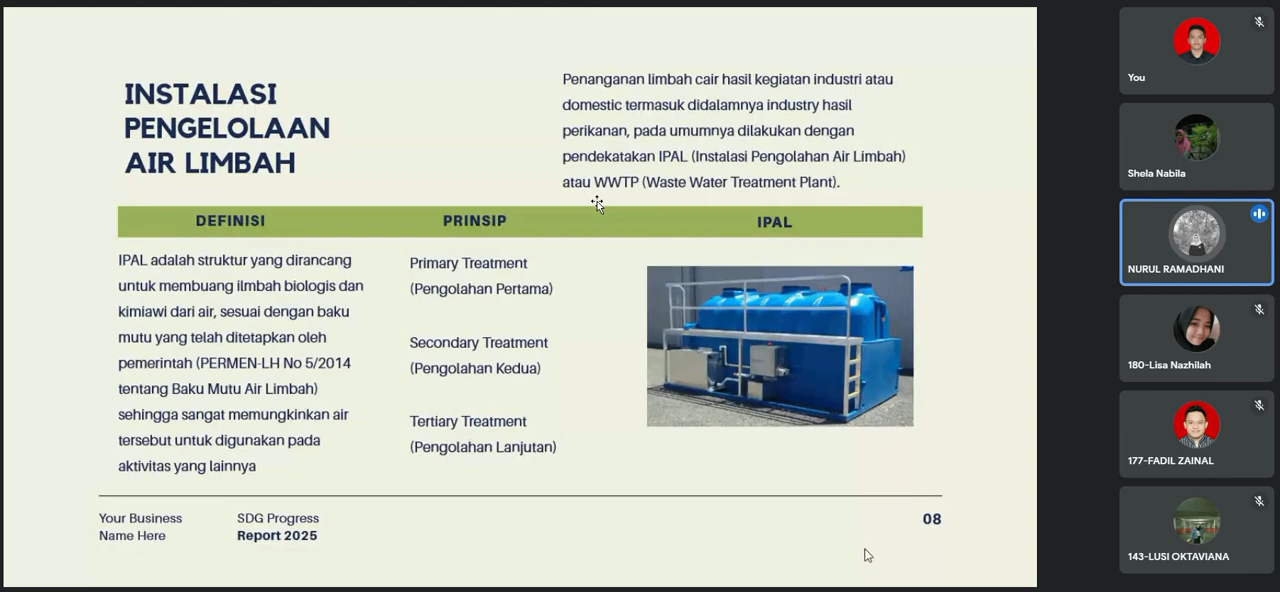 INSTALASI
PENGELOLAAN
AIR LIMBAH
Penanganan limbah cair hasil kegiatan industri atau
domestic termasuk didalamnya industry hasil
perikanan, pada umumnya dilakukan dengan
pendekatakan IPAL (Instalasi Pengolahan Air Limbah)
atau WWTP (Waste Water Treatment Plant).
DEFINISI
IPAL adalah struktur yang dirancang
untuk membuang ilmbah biologis dan
kimiawi dari air, sesuai dengan baku
mutu yang telah ditetapkan oleh
pemerintah (PERMEN-LH No 5/2014
tentang Baku Mutu Air Limbah)
sehingga sangat memungkinkan air
tersebut untuk digunakan pada
aktivitas yang lainnya
PRINSIP
Primary Treatment
(Pengolahan Pertama)
Secondary Treatment
(Pengolahan Kedua)
Tertiary Treatment
(Pengolahan Lanjutan)
IPAL
Your Business
Name Here
SDG Progress
Report 2025
08
You
Shela Nabila
NURUL RAMADHANI
180-Lisa Nazhilah
177-FADIL ZAINAL
143-LUSI OKTAVIANA